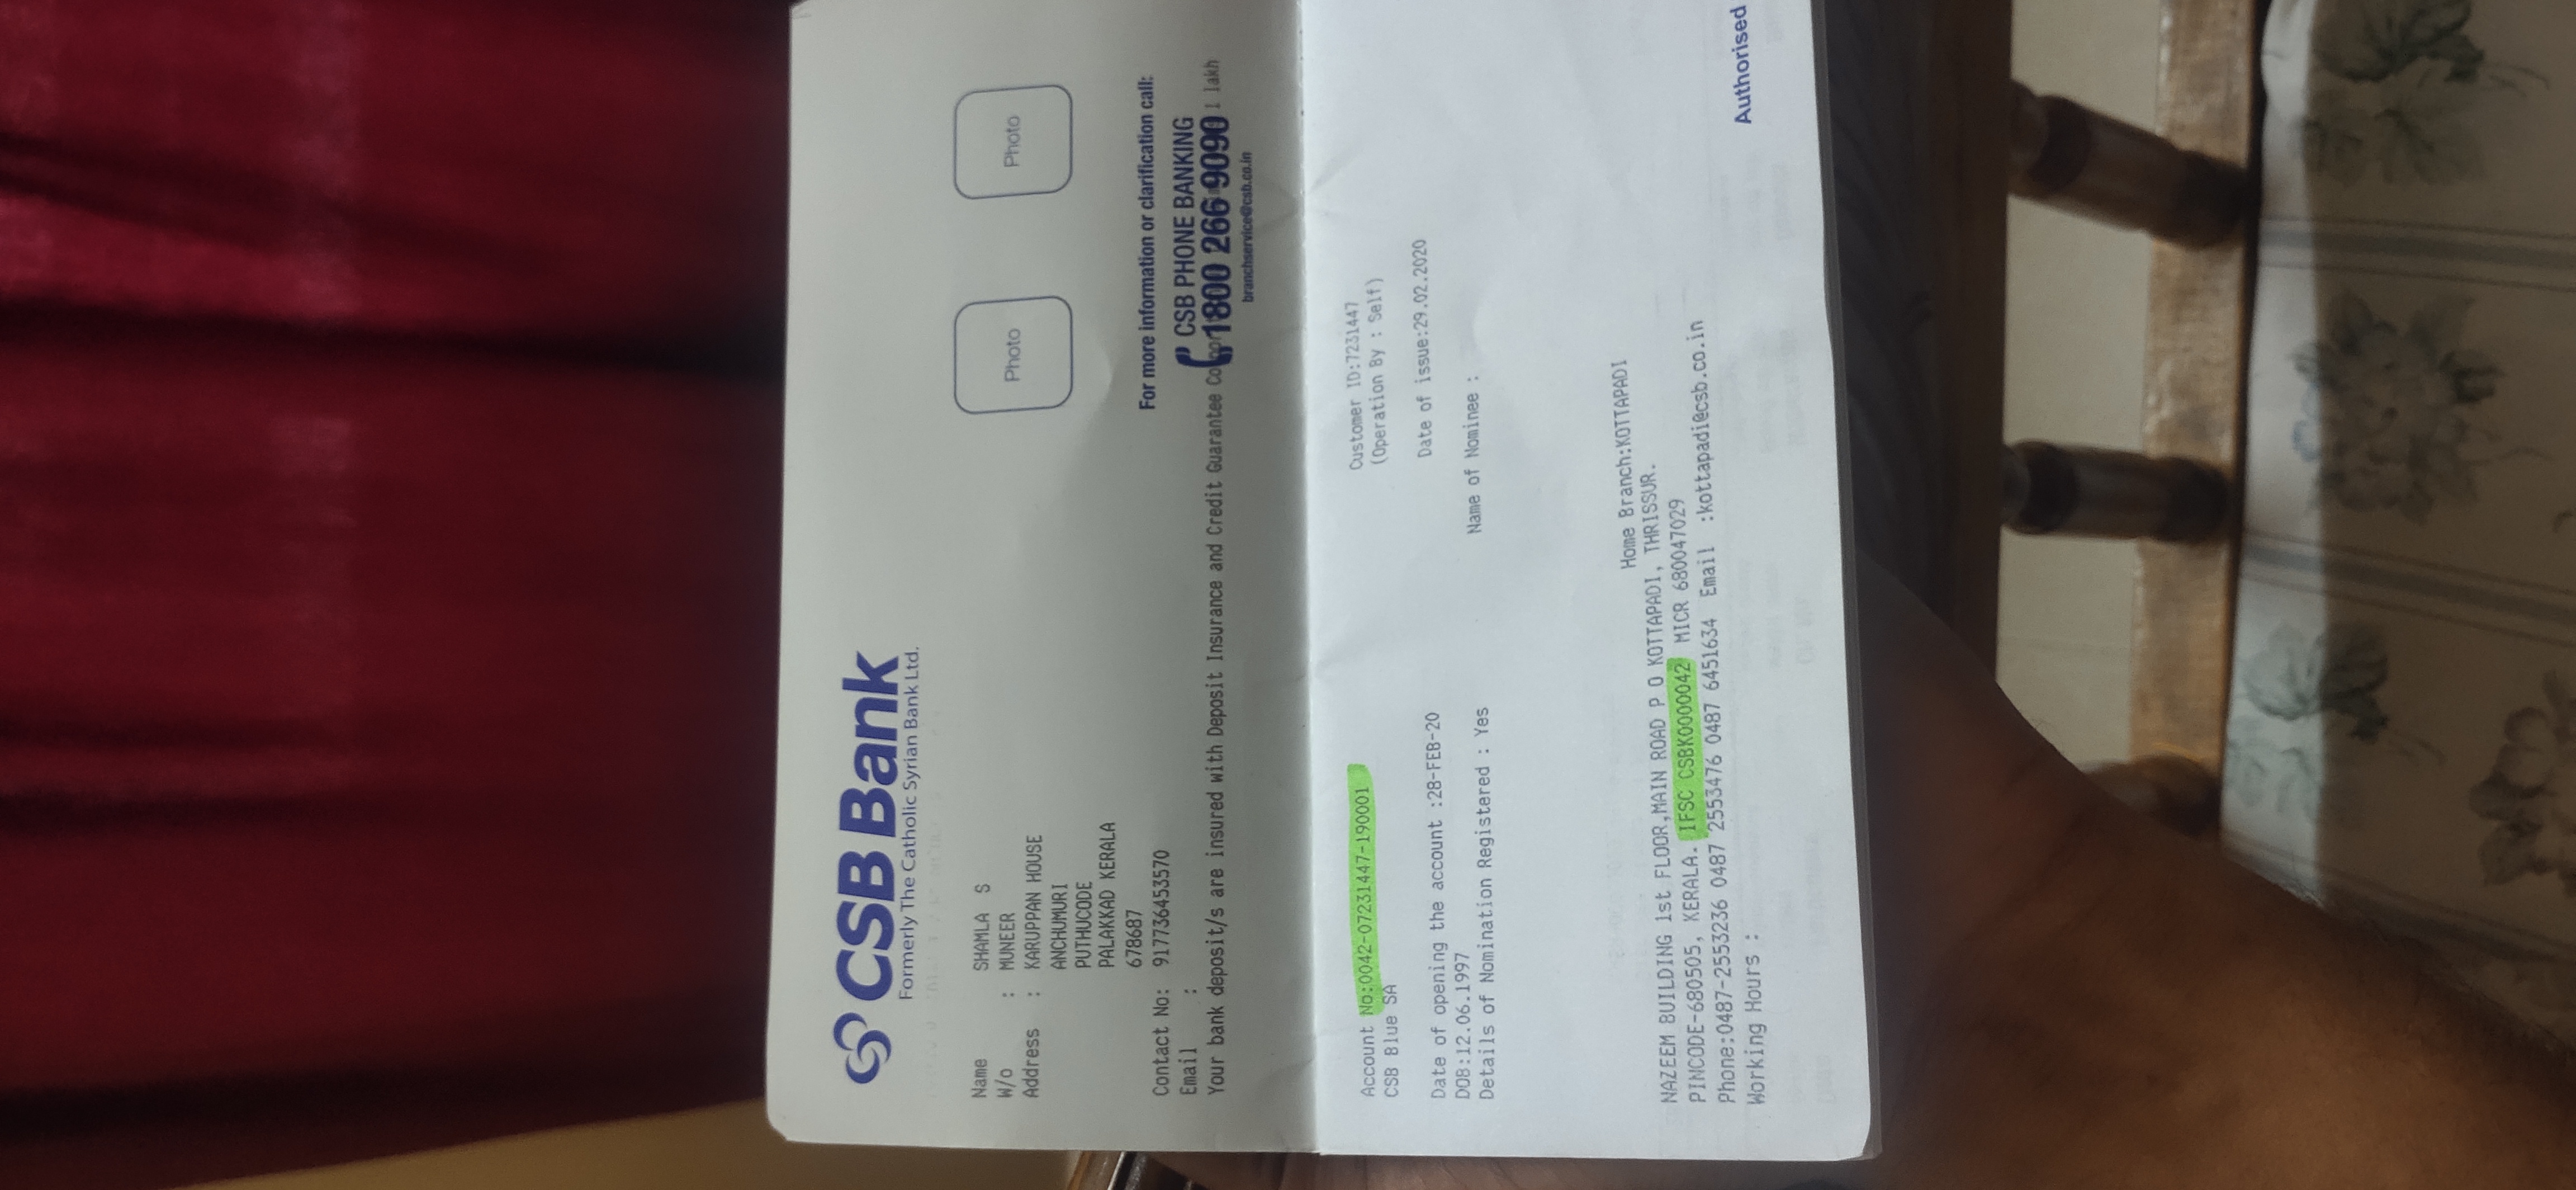 CSB Bank
Formerly The Catholic Syrian Bank Ltd.
Name SHAMLA S
W/o : MUNEER
Address : KARUPPAN HOUSE
ANCHUMURI
PUTHUCODE
PALAKKAD KERALA
678687
Contact No: 917736453570
Email :
Photo
Photo
For more information or clarification call:
CSB PHONE BANKING
1800 266 9090
branchservice@csb.co.in
Your bank deposit/s are insured with Deposit Insurance and Credit Guarantee 1 lakh
Account No:0042-07231447-190001
CSB Blue SA
Customer ID:7231447
(Operation By : Self)
Date of opening the account :28-FEB-20
Date of issue:29.02.2020
DOB:12.06.1997
Details of Nomination Registered : Yes
Name of Nominee :
Home Branch:KOTTAPADI
NAZEEM BUILDING 1st FLOOR,MAIN ROAD P O KOTTAPADI, THRISSUR.
PINCODE-680505, KERALA. IFSC CSBK0000042 MICR 680047029
Phone:0487-2553236 0487 2553476 0487 6451634 Email :kottapadi@csb.co.in
Working Hours :
Authorised